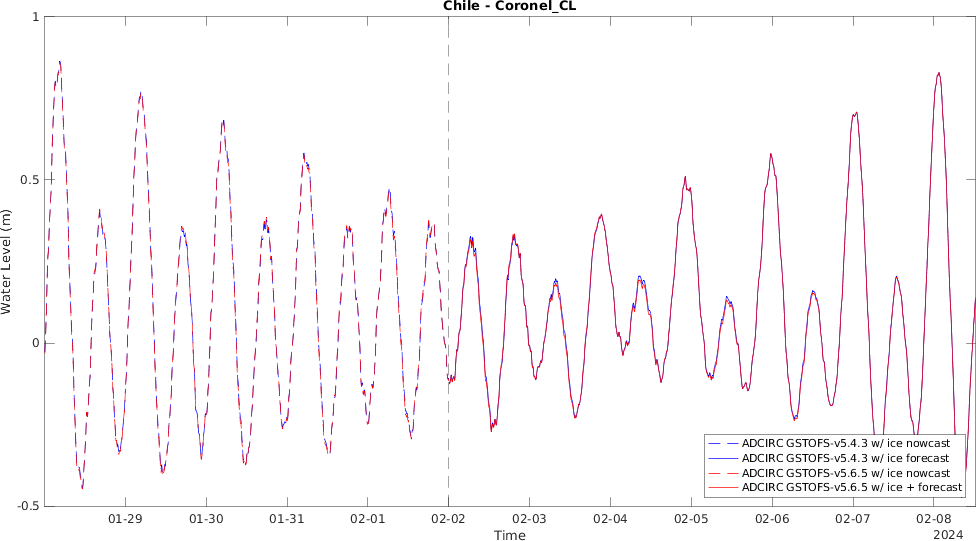 Chile - Coronel_CL
1
0.5
0
-0.5
Water Level (m)
ADCIRC GSTOFS-v5.4.3 w/ ice nowcast
ADCIRC GSTOFS-v5.4.3 w/ ice forecast
ADCIRC GSTOFS-v5.6.5 w/ ice nowcast
ADCIRC GSTOFS-v5.6.5 w/ ice + forecast
01-29 01-30 01-31 02-01 02-02 02-03 02-04 02-05 02-06 02-07 02-08
Time
2024